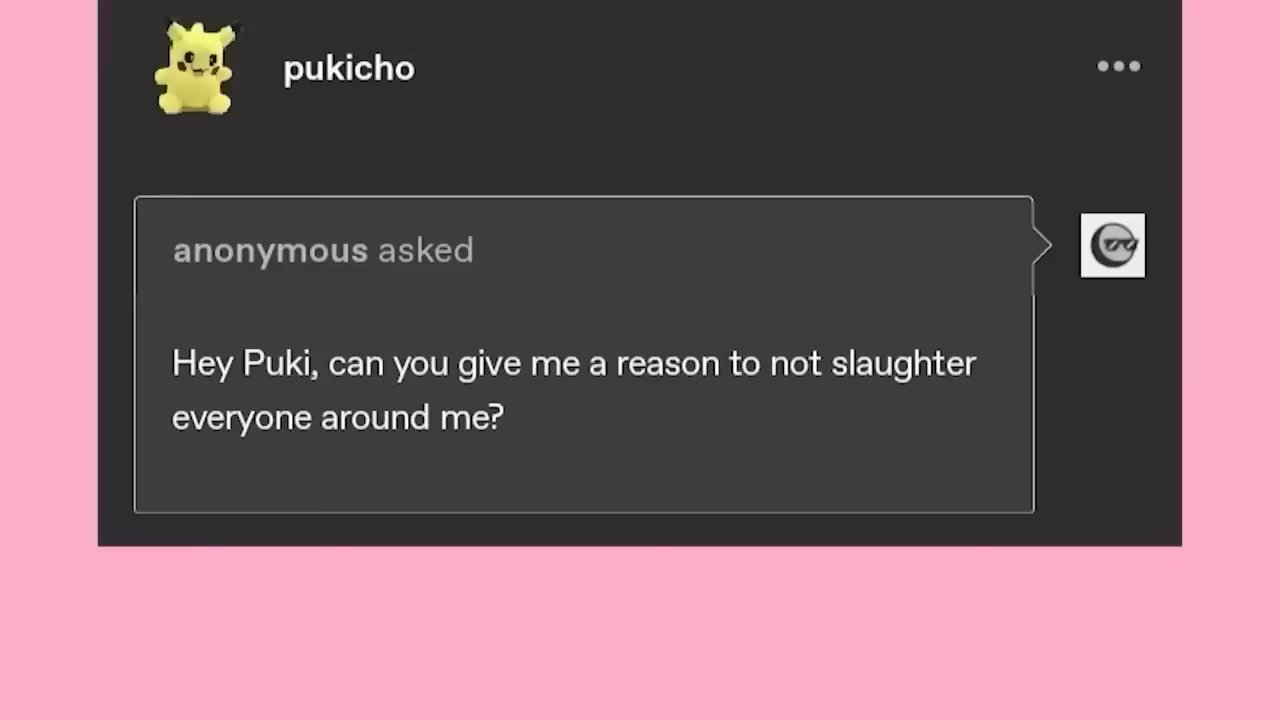 pukicho
anonymous asked
Hey Puki, can you give me a reason to not slaughter
everyone around me?